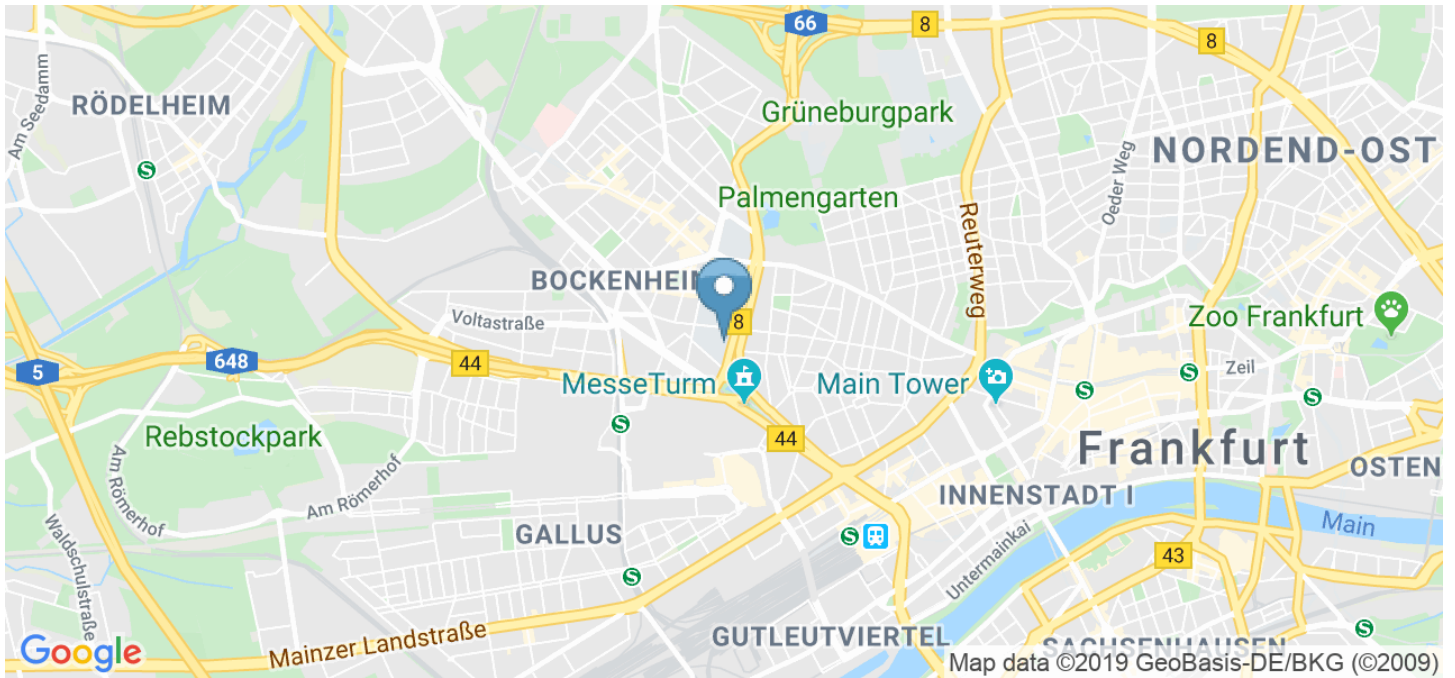 66
8
8
RÖDELHEIM
Am Seedamm
Grüneburgpark
NORDEND-OST
Oeder Weg
S
Palmengarten
Reuterweg
BOCKENHEIM
Voltastraße
8
Zoo Frankfurt
648
5
44
MesseTurm
Main Tower
S
Zeil
S
S
S
Rebstockpark
44
Frankfurt
OSTEN
Am Römerhof
Am Römerhof
INNENSTADT I
Main
Waldschulstraße
GALLUS
S
Untermainkai
43
S
S
Mainzer Landstraße
GUTLEUTVIERTEL
SACHSENHAUSEN
Google
Map data ©2019 GeoBasis-DE/BKG (©2009)